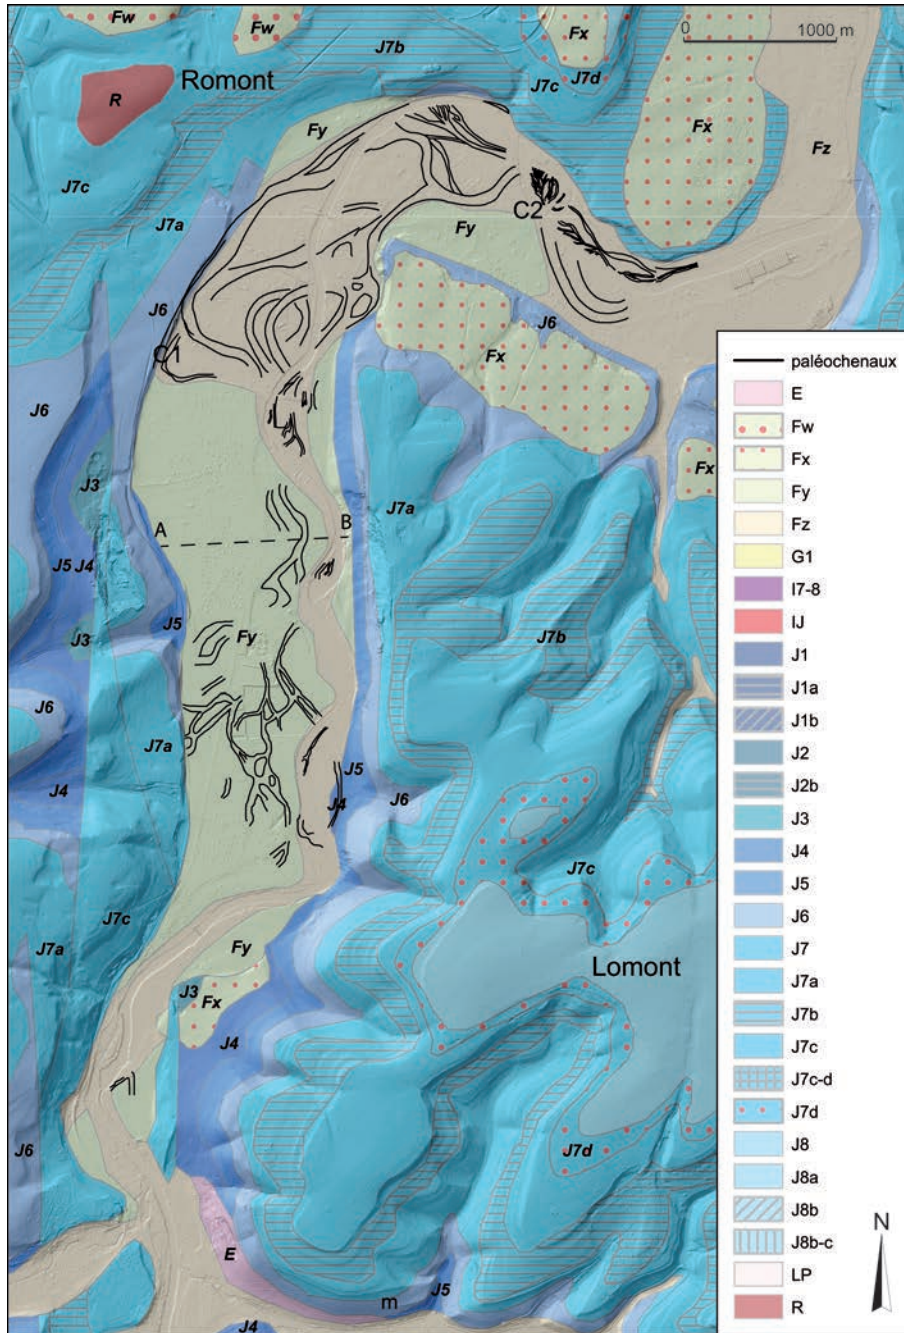 Fw
Fw
Fx
0 1000 m
J7b
Romont
R
J7c
J7d
Fy
Fx
Fz
J7c
J7a
C2
Fy
J6
J6
C1
Fx
J6
J3
J7a
Fx
A
B
J5
J4
J5
J3
Fy
J7b
J6
J7a
J5
J4
J4
J6
J7c
J7c
J7a
Fy
Lomont
J3
Fx
J4
J6
J7d
E
J5
m
J4
paléochenaux
E
Fw
Fx
Fy
Fz
G1
I7-8
IJ
J1
J1a
J1b
J2
J2b
J3
J4
J5
J6
J7
J7a
J7b
J7c
J7c-d
J7d
J8
J8a
J8b
J8b-c
LP
R
N